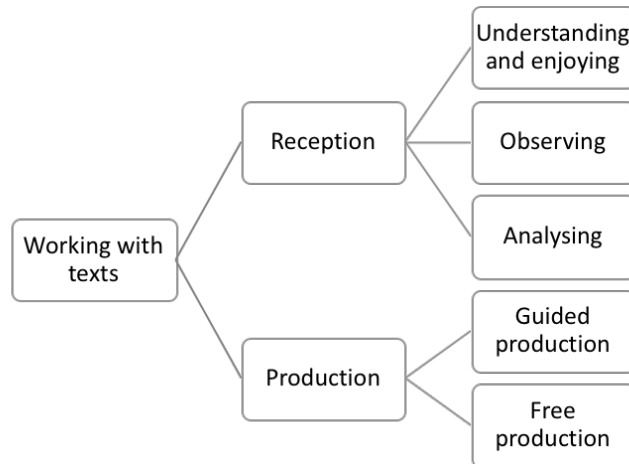 Understanding
and enjoying
Reception
Observing
Analysing
Working with
texts
Guided
production
Production
Free
production